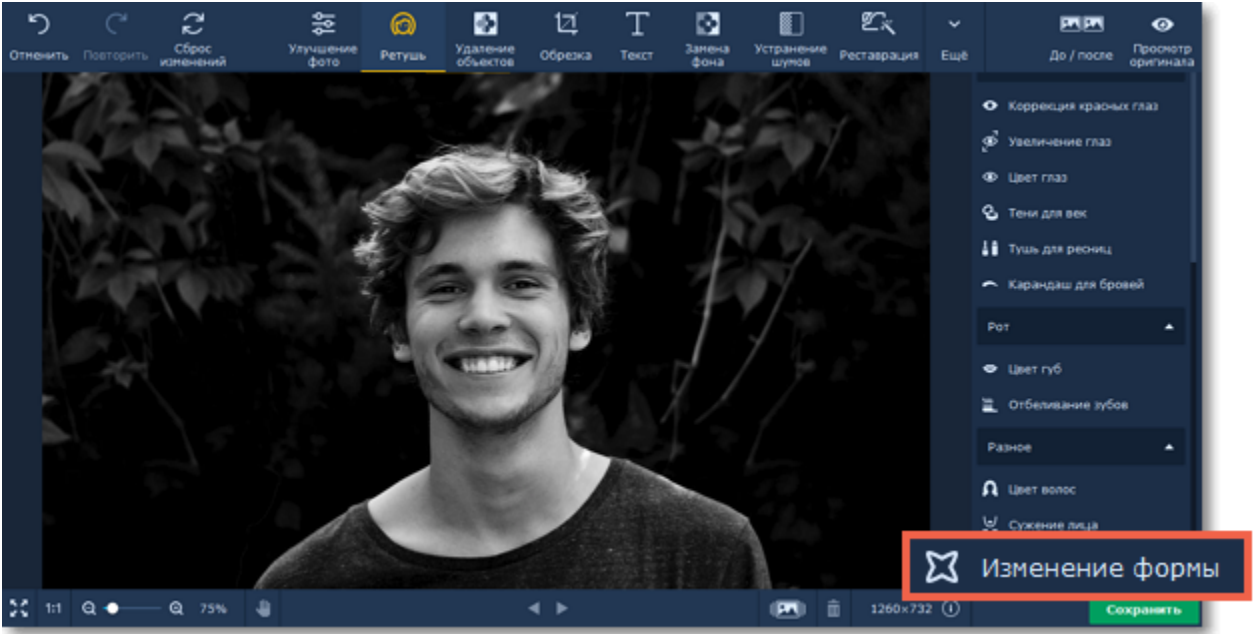 Отменить
Повторить
Сброс
изменений
Улучшение
фото
Ретушь
Удаление
объектов
Обрезка
Текст
Замена
фона
Устранение
шумов
Реставрация
Ещё
До / после
Просмотр
оригинала
Коррекция красных глаз
Увеличение глаз
Цвет глаз
Тени для век
Тушь для ресниц
Карандаш для бровей
Рот
Цвет губ
Отбеливание зубов
Разное
Цвет волос
Сужение лица
Изменение формы
1:1
75%
1260×732
Сохранить